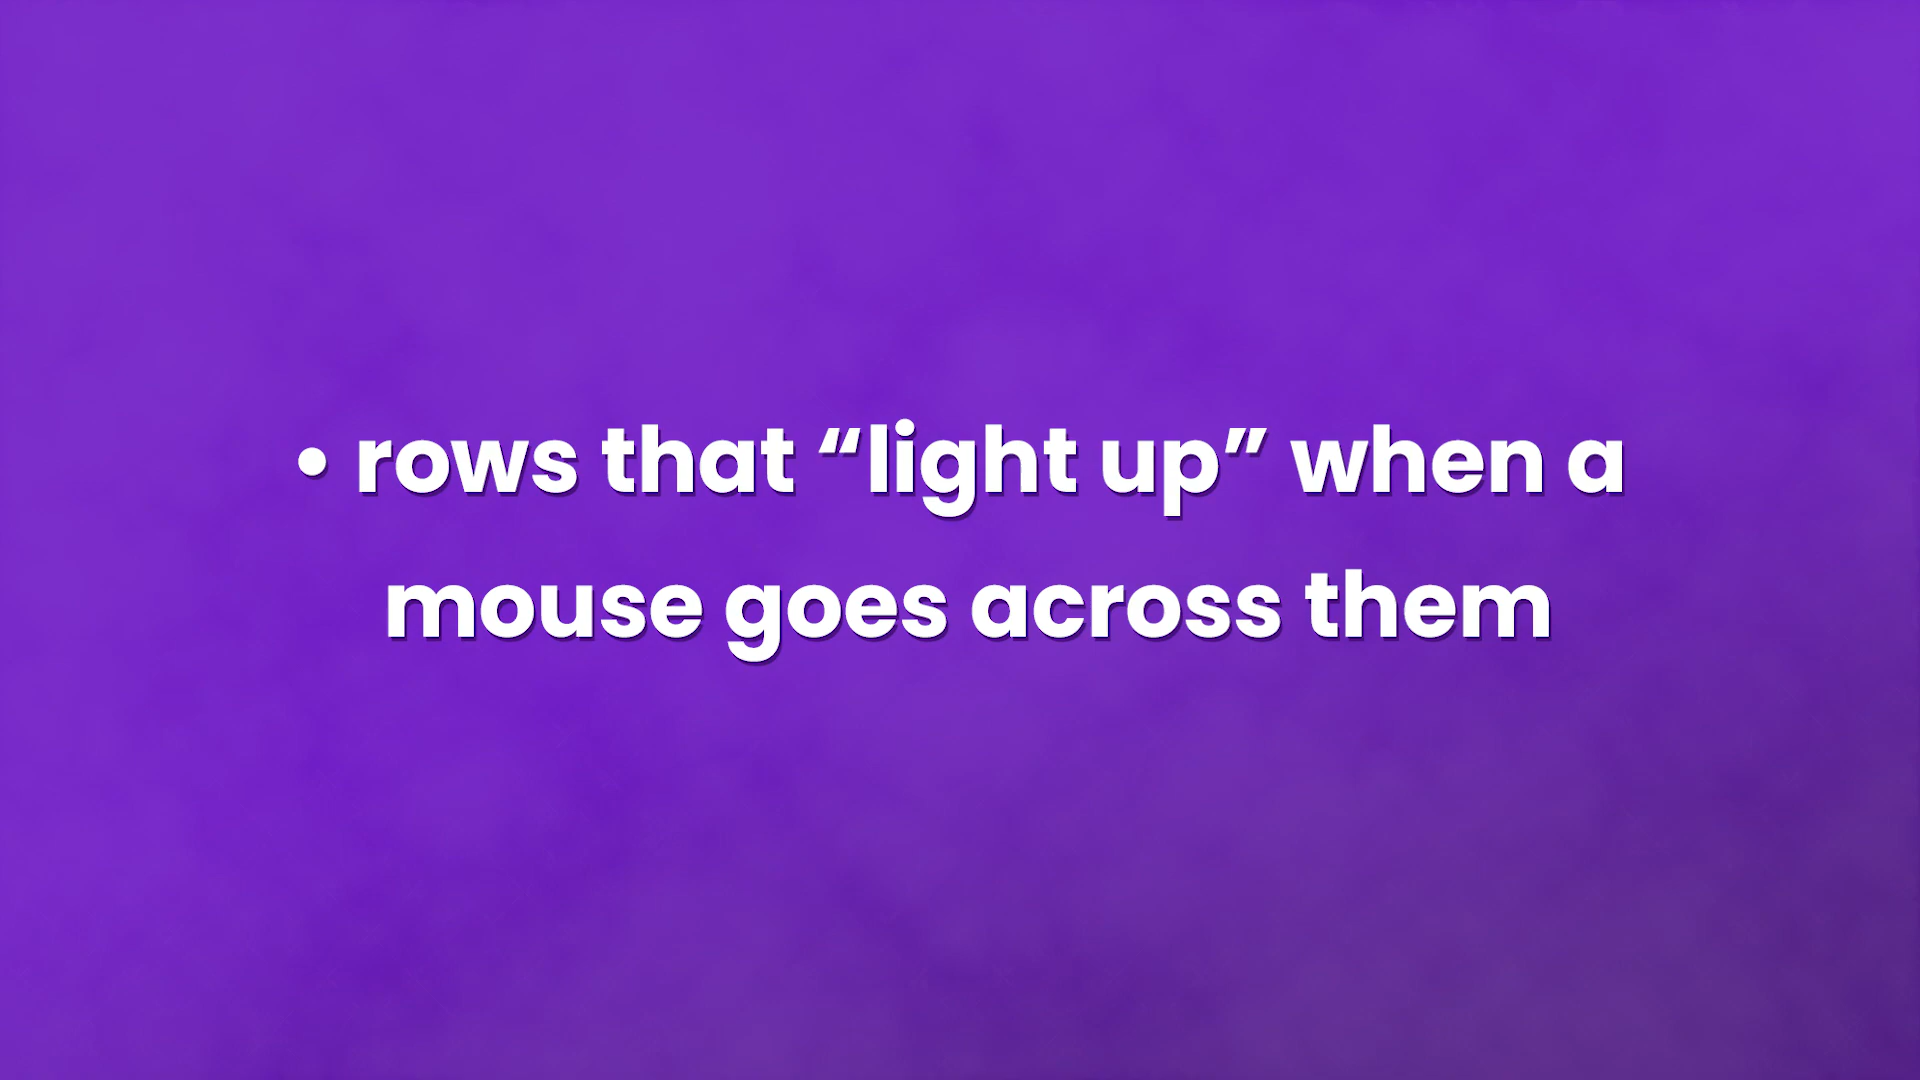 • rows that “light up” when a
mouse goes across them